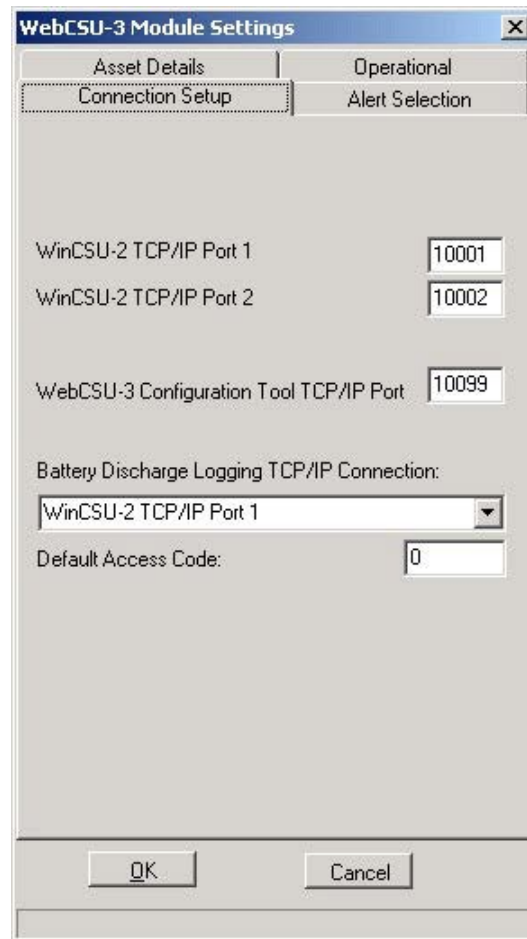 WebCSU-3 Module Settings
Asset Details
Operational
Connection Setup
Alert Selection
WinCSU-2 TCP/IP Port 1
10001
WinCSU-2 TCP/IP Port 2
10002
WebCSU-3 Configuration Tool TCP/IP Port
10099
Battery Discharge Logging TCP/IP Connection:
WinCSU-2 TCP/IP Port 1
Default Access Code:
0
OK
Cancel